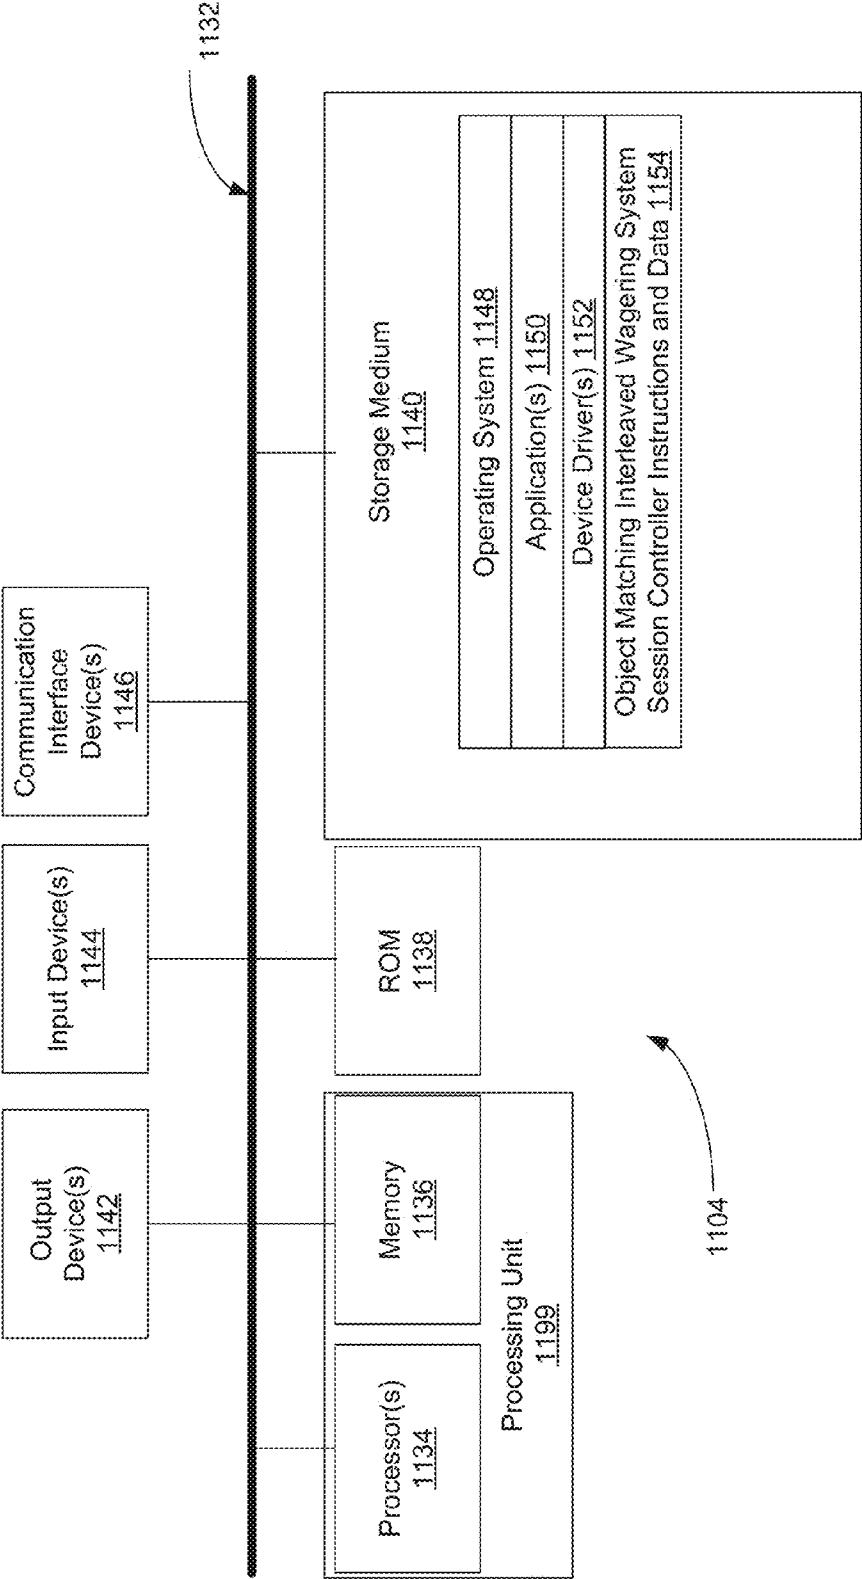 1132
Output
Device(s)
1142
Input Device(s)
1144
Communication
Interface
Device(s)
1146
Processor(s)
1134
Memory
1136
Processing Unit
1199
ROM
1138
Storage Medium
1140
Operating System 1148
Application(s) 1150
Device Driver(s) 1152
Object Matching Interleaved Wagering System
Session Controller Instructions and Data 1154
1104